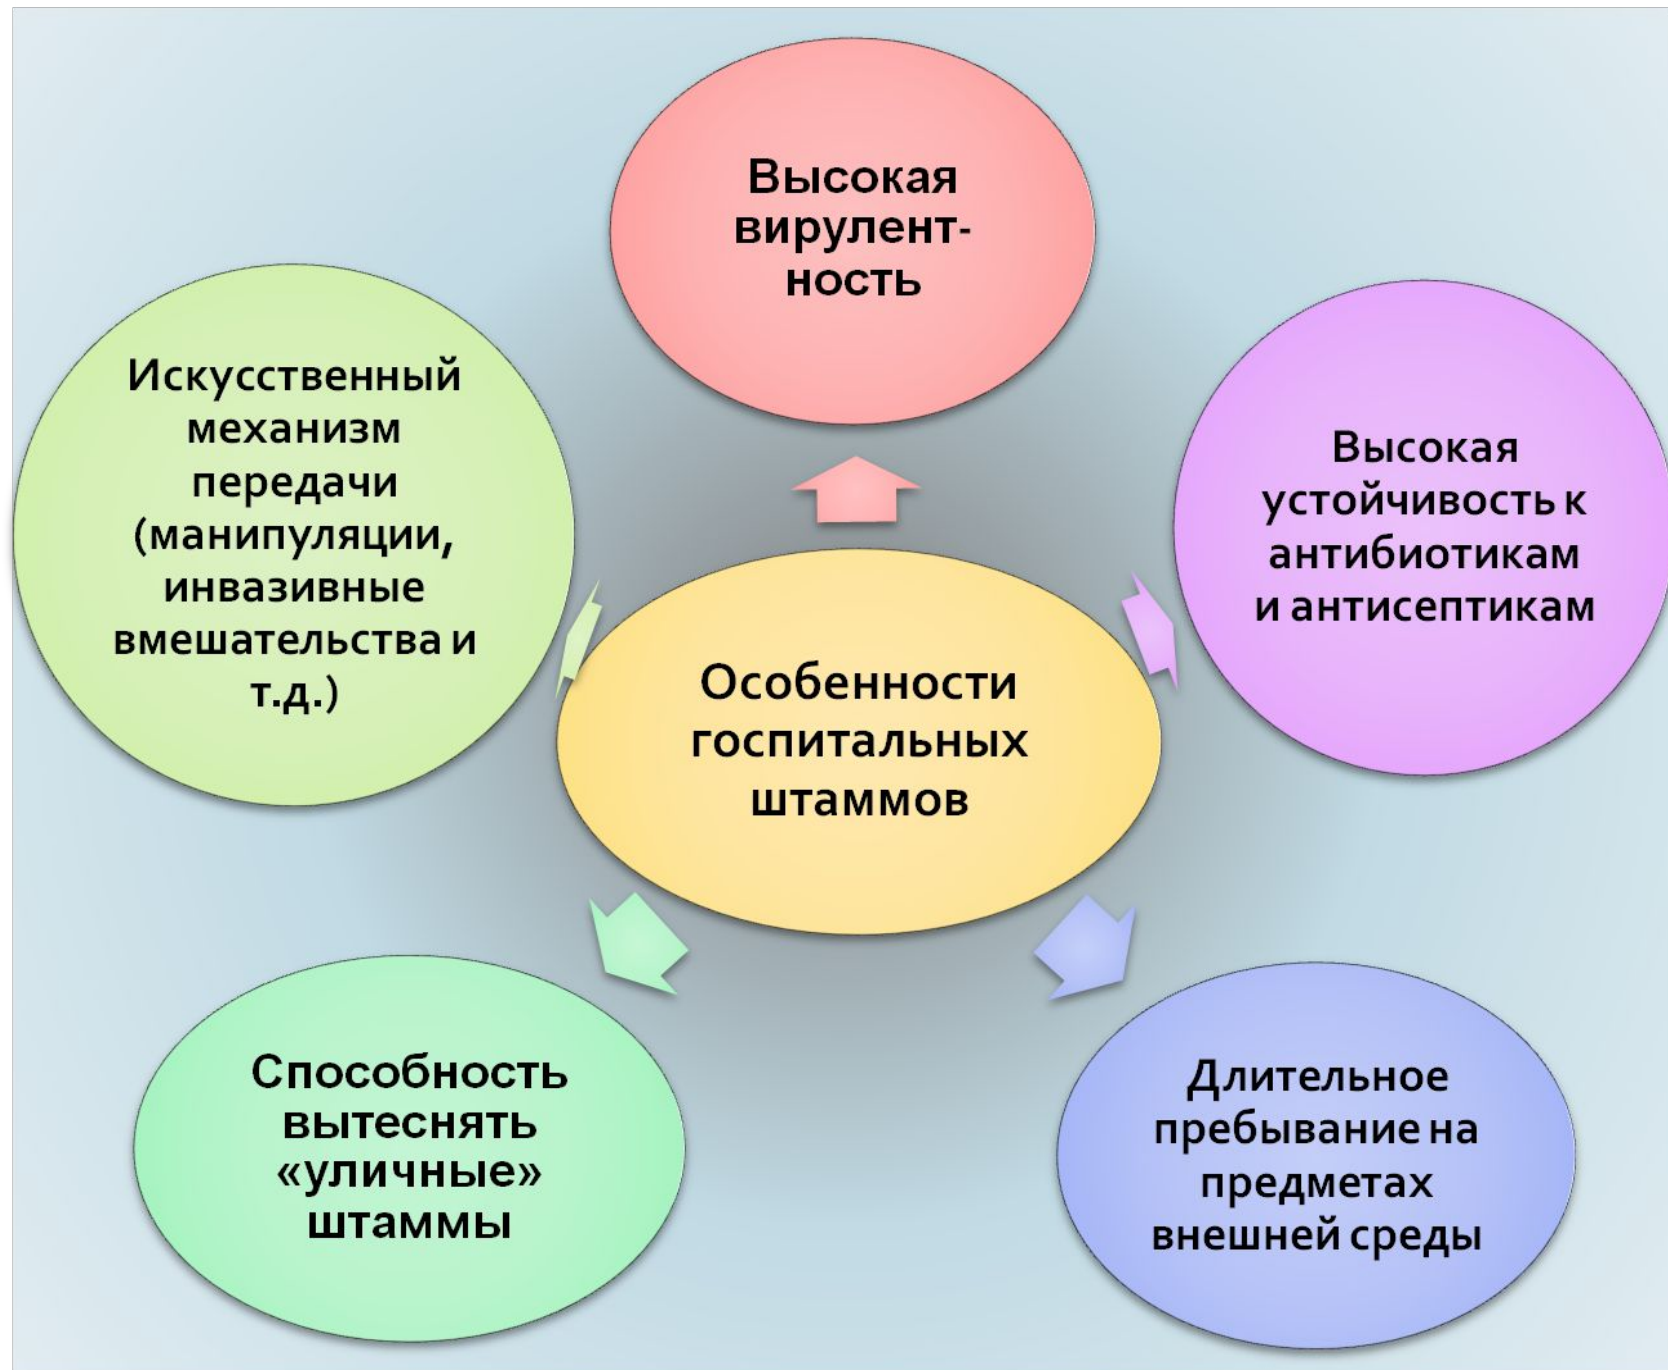 Высокая
вирулент-
ность
Искусственный
механизм
передачи
(манипуляции,
инвазивные
вмешательства и
т.д.)
Высокая
устойчивость к
антибиотикам
и антисептикам
Особенности
госпитальных
штаммов
Способность
вытеснять
«уличные»
штаммы
Длительное
пребывание на
предметах
внешней среды